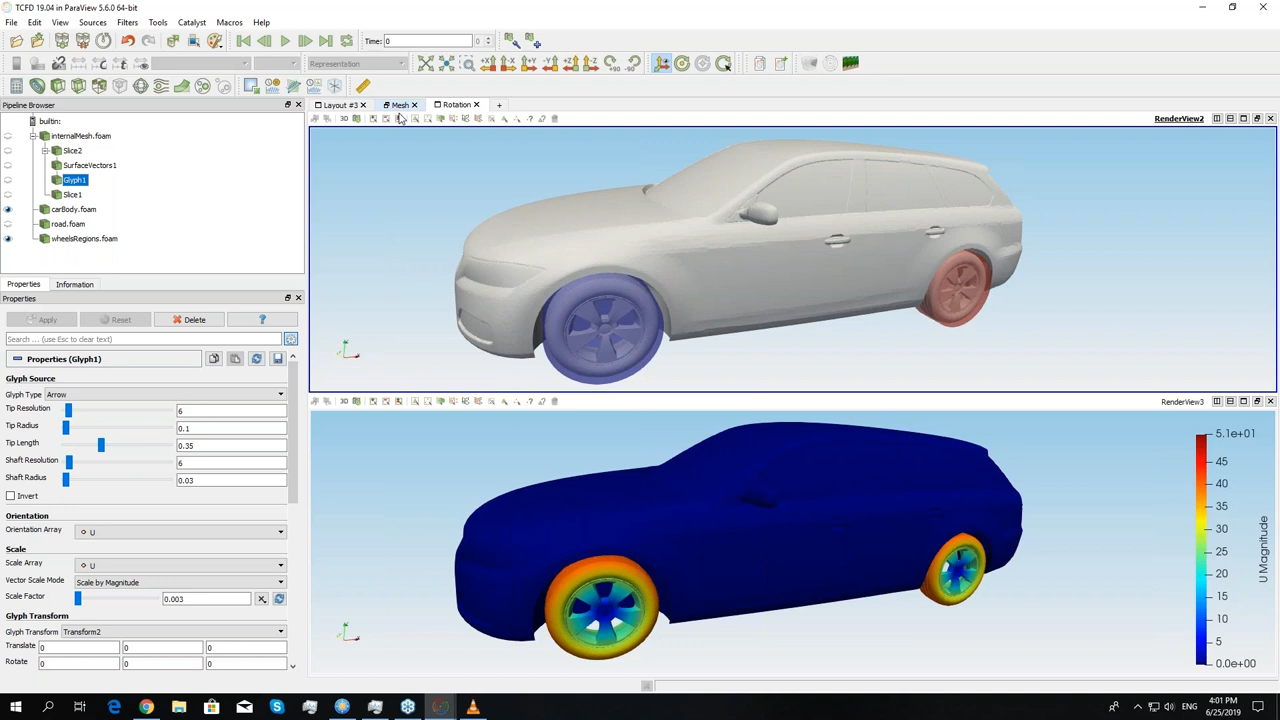 TCFD 19.04 in ParaView 5.6.0 64-bit
File Edit View Sources Filters Tools Catalyst Macros Help
Time: 0 0
Representation +X -X +Y -Y +Z -Z +90 -90
Pipeline Browser
Layout #3 Mesh Rotation +
3D RenderView2
builtin:
internalMesh.foam
Slice2
SurfaceVectors1
Glyph1
Slice1
carBody.foam
road.foam
wheelsRegions.foam
Properties Information
Properties
Apply Reset Delete ?
Search ... (use Esc to clear text)
Properties (Glyph1)
Glyph Source
Glyph Type Arrow
Tip Resolution 6
Tip Radius 0.1
Tip Length 0.35
Shaft Resolution 6
Shaft Radius 0.03
Invert
Orientation
Orientation Array U
Scale
Scale Array U
Vector Scale Mode Scale by Magnitude
Scale Factor 0.003
Glyph Transform
Glyph Transform Transform2
Translate 0 0 0
Rotate 0 0 0
3D RenderView3
5.1e+01
45
40
35
30
25
20
15
10
5
0.0e+00
U Magnitude
ENG 4:01 PM
6/25/2019